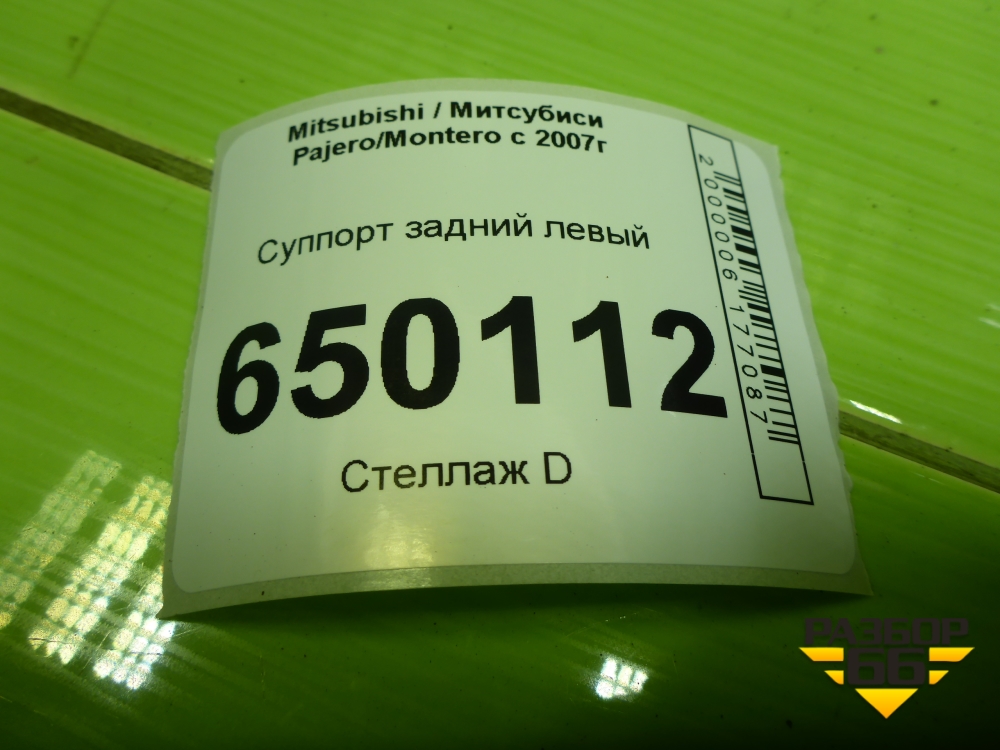 Mitsubishi / Митсубиси
Pajero/Montero с 2007г
Суппорт задний левый
650112
Стеллаж D
2000006177087
РАЗБОР
66